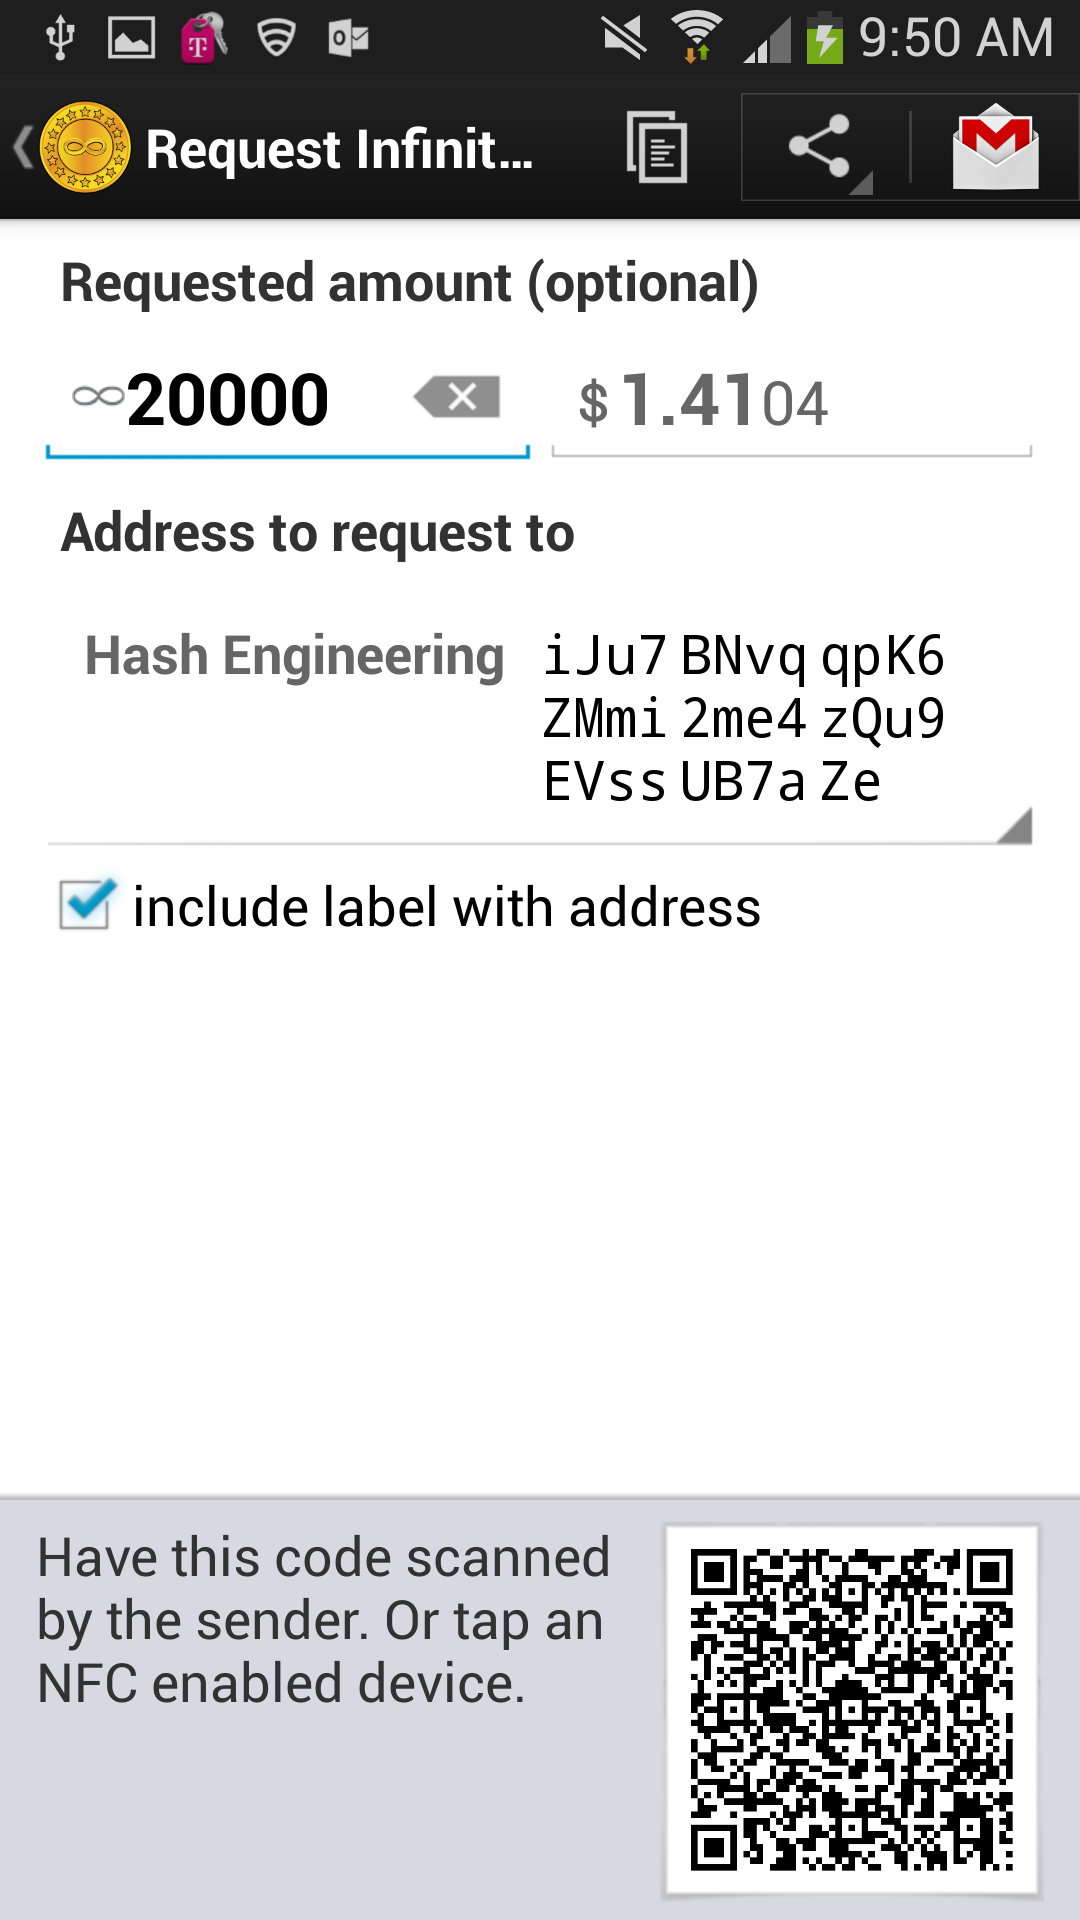 9:50 AM
Request Infinit...
Requested amount (optional)
∞20000 $ 1.4104
Address to request to
Hash Engineering iJu7 BNvq qpK6
ZMmi 2me4 zQu9
EVss UB7a Ze
include label with address
Have this code scanned
by the sender. Or tap an
NFC enabled device.